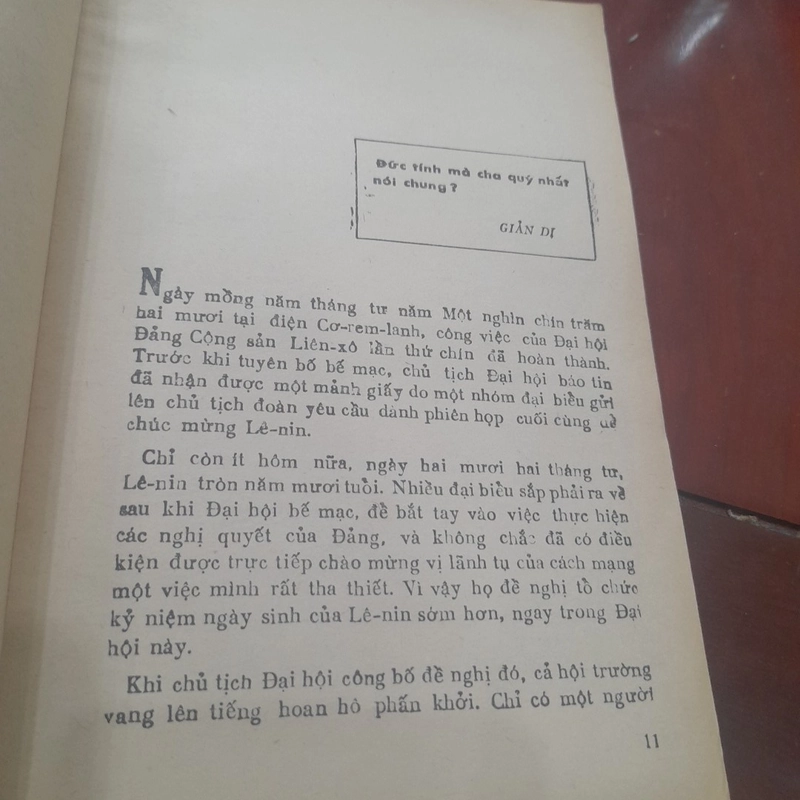 Đức tính mà cha quý nhất
nói chung?
GIẢN DỊ
Ngày mồng năm tháng tư năm Một nghìn chín trăm
hai mươi tại điện Cơ-rem-lanh, công việc của Đại hội
Đảng Cộng sản Liên-xô lần thứ chín đã hoàn thành.
Trước khi tuyên bố bế mạc, chủ tịch Đại hội báo tin
đã nhận được một mảnh giấy do một nhóm đại biểu gửi
lên chủ tịch đoàn yêu cầu dành phiên họp cuối cùng để
chúc mừng Lê-nin.
Chỉ còn ít hôm nữa, ngày hai mươi hai tháng tư,
Lê-nin tròn năm mươi tuổi. Nhiều đại biểu sắp phải ra về
sau khi Đại hội bế mạc, để bắt tay vào việc thực hiện
các nghị quyết của Đảng, và không chắc đã có điều
kiện được trực tiếp chào mừng vị lãnh tụ của cách mạng
một việc mình rất tha thiết. Vì vậy họ đề nghị tổ chức
kỷ niệm ngày sinh của Lê-nin sớm hơn, ngay trong Đại
hội này.
Khi chủ tịch Đại hội công bố đề nghị đó, cả hội trường
vang lên tiếng hoan hô phấn khởi. Chỉ có một người
11